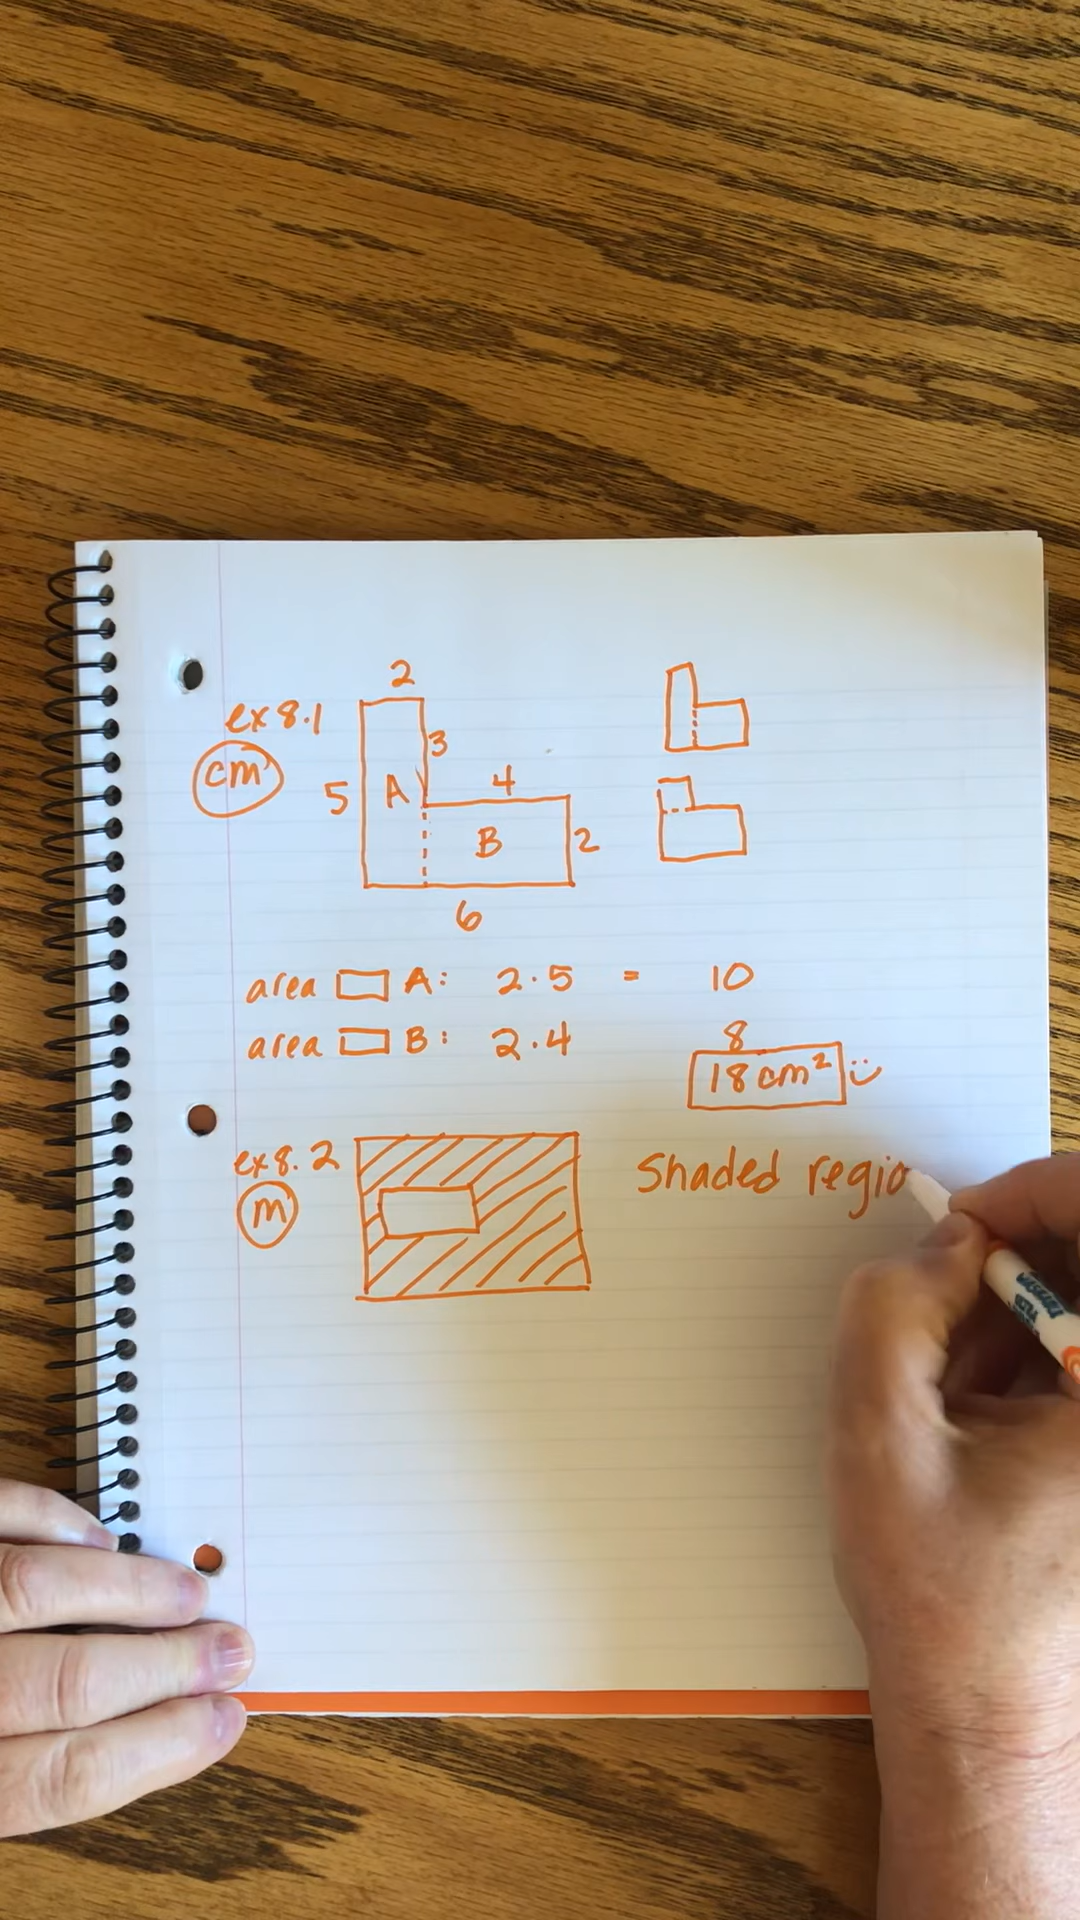 2
ex 8.1
3
cm
5
A
4
B
2
6
area A: 2·5 = 10
area B: 2·4 8
18 cm²
ex 8.2
m
Shaded regio
WASHABLE